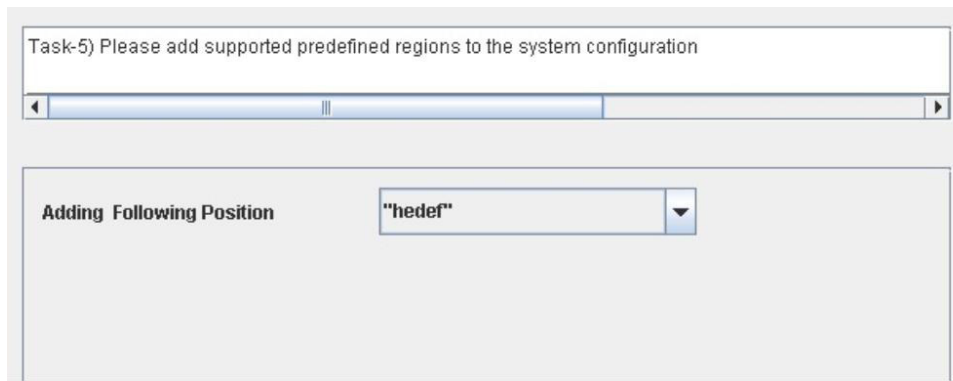 Task-5) Please add supported predefined regions to the system configuration
Adding Following Position
"hedef"